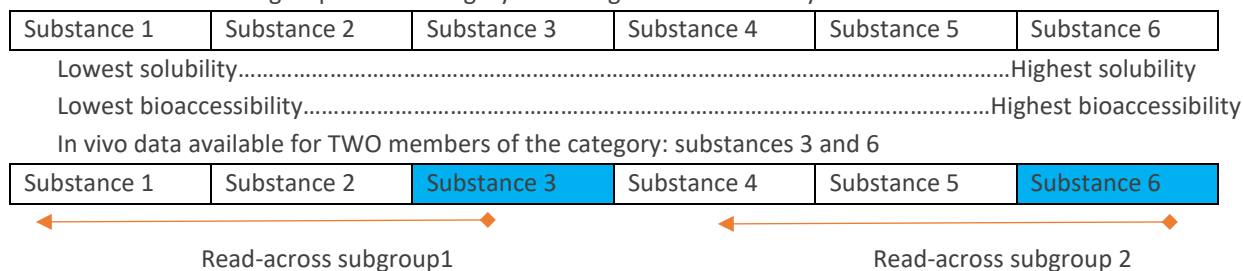 Substance 1 Substance 2 Substance 3 Substance 4 Substance 5 Substance 6
Lowest solubility……………………………………………………………………………………………………Highest solubility
Lowest bioaccessibility…………………………………………………………………………………………Highest bioaccessibility
In vivo data available for TWO members of the category: substances 3 and 6
Substance 1 Substance 2 Substance 3 Substance 4 Substance 5 Substance 6
Read-across subgroup1 Read-across subgroup 2